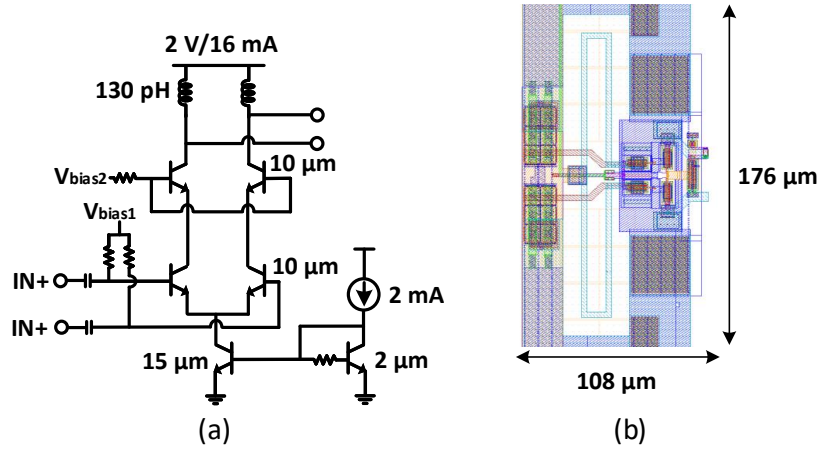 2 V/16 mA
130 pH
10 μm
Vbias2
Vbias1
10 μm
IN+
2 mA
IN+
15 μm
2 μm
(a)
176 μm
108 μm
(b)